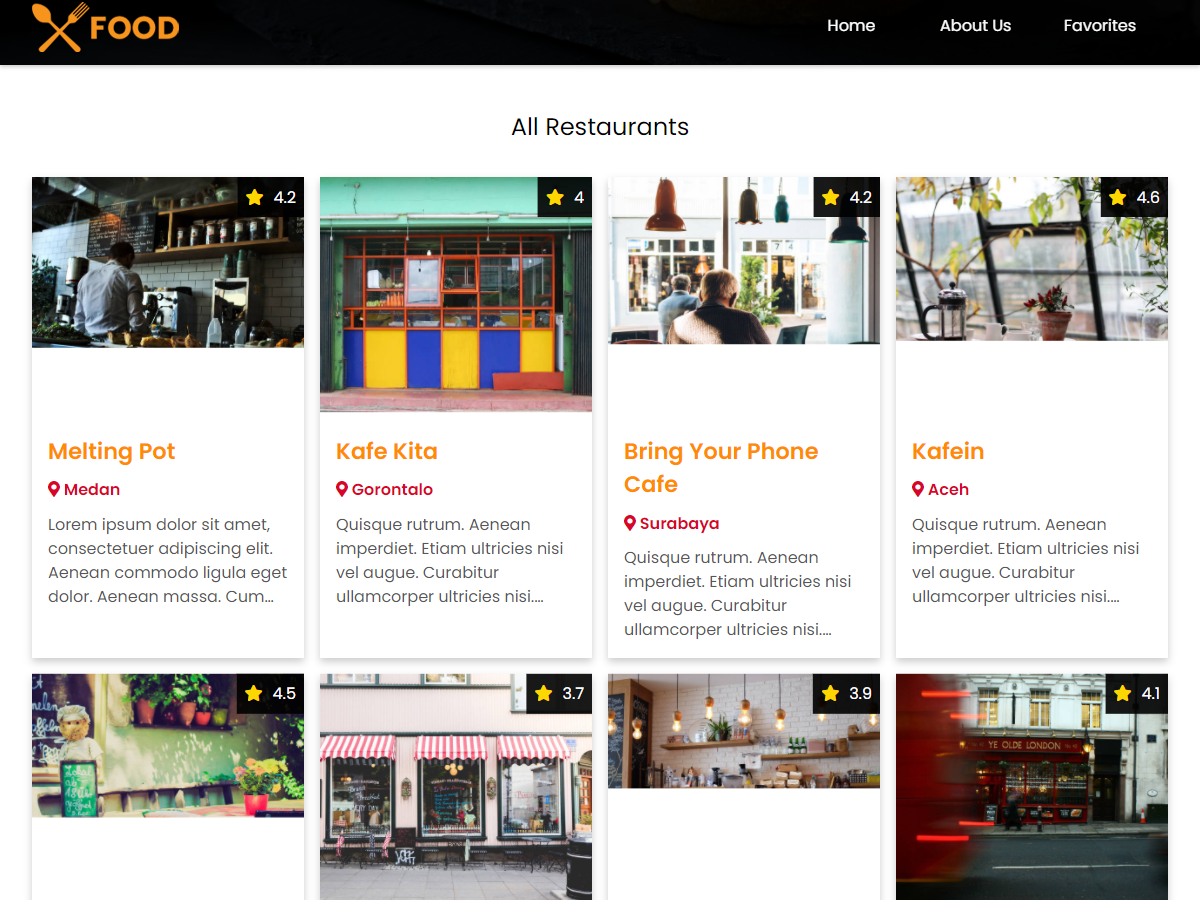 FOOD
Home
About Us
Favorites
All Restaurants
4.2
4
4.2
4.6
Melting Pot
Medan
Lorem ipsum dolor sit amet,
consectetuer adipiscing elit.
Aenean commodo ligula eget
dolor. Aenean massa. Cum...
Kafe Kita
Gorontalo
Quisque rutrum. Aenean
imperdiet. Etiam ultricies nisi
vel augue. Curabitur
ullamcorper ultricies nisi....
Bring Your Phone
Cafe
Surabaya
Quisque rutrum. Aenean
imperdiet. Etiam ultricies nisi
vel augue. Curabitur
ullamcorper ultricies nisi....
Kafein
Aceh
Quisque rutrum. Aenean
imperdiet. Etiam ultricies nisi
vel augue. Curabitur
ullamcorper ultricies nisi....
4.5
3.7
3.9
4.1
YE OLDE LONDON